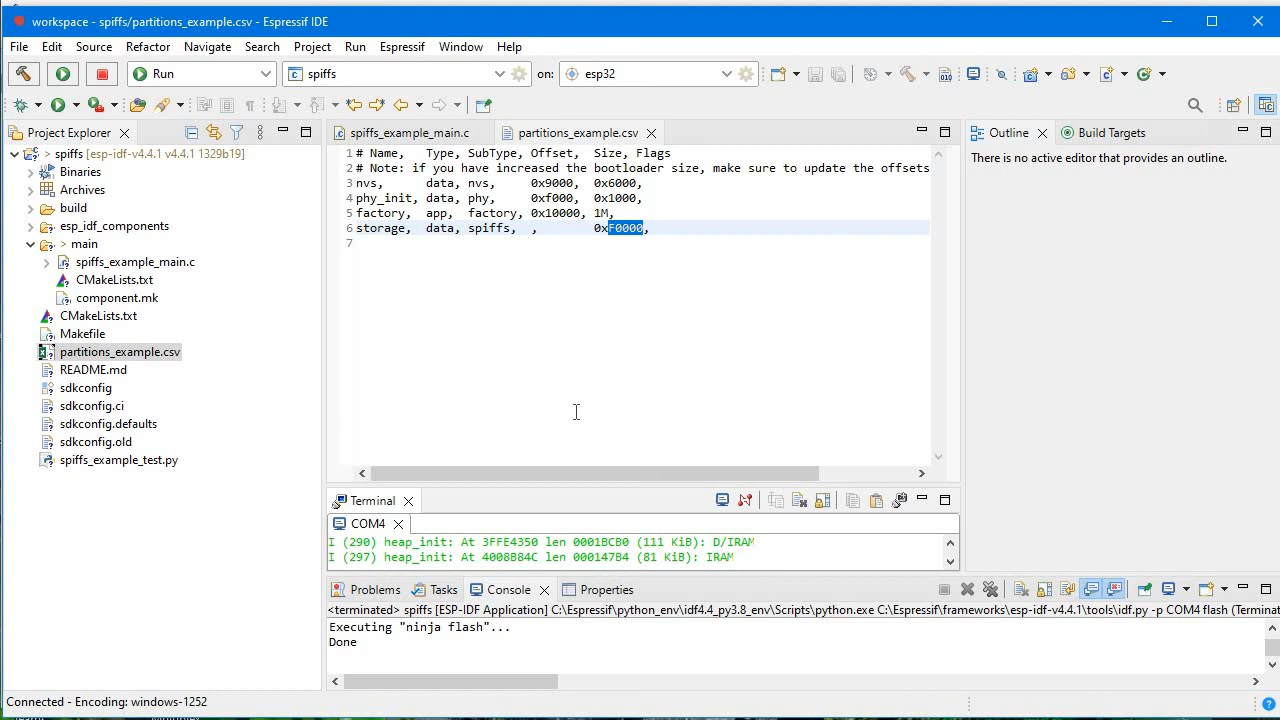 workspace - spiffs/partitions_example.csv - Espressif IDE
File Edit Source Refactor Navigate Search Project Run Espressif Window Help
Run spiffs on: esp32
Project Explorer
spiffs [esp-idf-v4.4.1 v4.4.1 1329b19]
Binaries
Archives
build
esp_idf_components
> main
spiffs_example_main.c
CMakeLists.txt
component.mk
CMakeLists.txt
Makefile
partitions_example.csv
README.md
sdkconfig
sdkconfig.ci
sdkconfig.defaults
sdkconfig.old
spiffs_example_test.py
spiffs_example_main.c partitions_example.csv
1 # Name, Type, SubType, Offset, Size, Flags
2 # Note: if you have increased the bootloader size, make sure to update the offsets
3 nvs, data, nvs, 0x9000, 0x6000,
4 phy_init, data, phy, 0xf000, 0x1000,
5 factory, app, factory, 0x10000, 1M,
6 storage, data, spiffs, , 0xF0000,
7
Outline Build Targets
There is no active editor that provides an outline.
Terminal
COM4
I (290) heap_init: At 3FFE4350 len 0001BCB0 (111 KiB): D/IRAM
I (297) heap_init: At 4008B84C len 000147B4 (81 KiB): IRAM
Problems Tasks Console Properties
<terminated> spiffs [ESP-IDF Application] C:\Espressif\python_env\idf4.4_py3.8_env\Scripts\python.exe C:\Espressif\frameworks\esp-idf-v4.4.1\tools\idf.py -p COM4 flash (Terminat
Executing "ninja flash"...
Done
Connected - Encoding: windows-1252